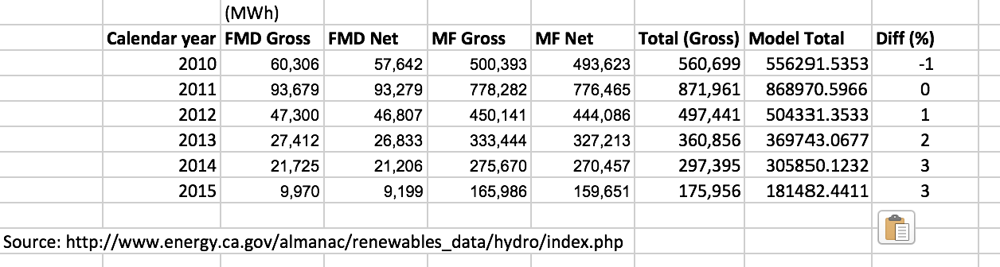 (MWh)
Calendar year FMD Gross FMD Net MF Gross MF Net Total (Gross) Model Total Diff (%)
2010 60,306 57,642 500,393 493,623 560,699 556291.5353 -1
2011 93,679 93,279 778,282 776,465 871,961 868970.5966 0
2012 47,300 46,807 450,141 444,086 497,441 504331.3533 1
2013 27,412 26,833 333,444 327,213 360,856 369743.0677 2
2014 21,725 21,206 275,670 270,457 297,395 305850.1232 3
2015 9,970 9,199 165,986 159,651 175,956 181482.4411 3
Source: http://www.energy.ca.gov/almanac/renewables_data/hydro/index.php